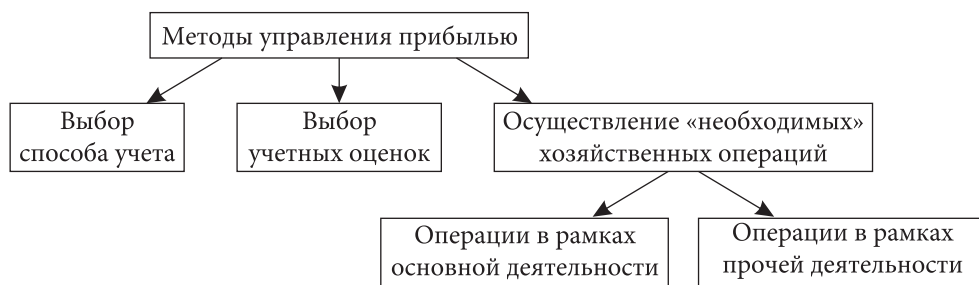 Методы управления прибылью
Выбор
способа учета
Выбор
учетных оценок
Осуществление «необходимых»
хозяйственных операций
Операции в рамках
основной деятельности
Операции в рамках
прочей деятельности